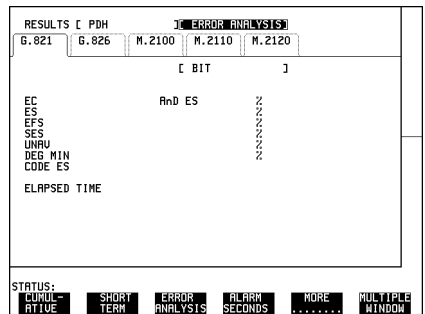 RESULTS [ PDH ][ ERROR ANALYSIS]
G.821 G.826 M.2100 M.2110 M.2120
[ BIT ]
EC AnD ES %
ES %
EFS %
SES %
UNAV %
DEG MIN %
CODE ES
ELAPSED TIME
STATUS:
CUMUL- SHORT ERROR ALARM MORE MULTIPLE
ATIVE TERM ANALYSIS SECONDS ........ WINDOW